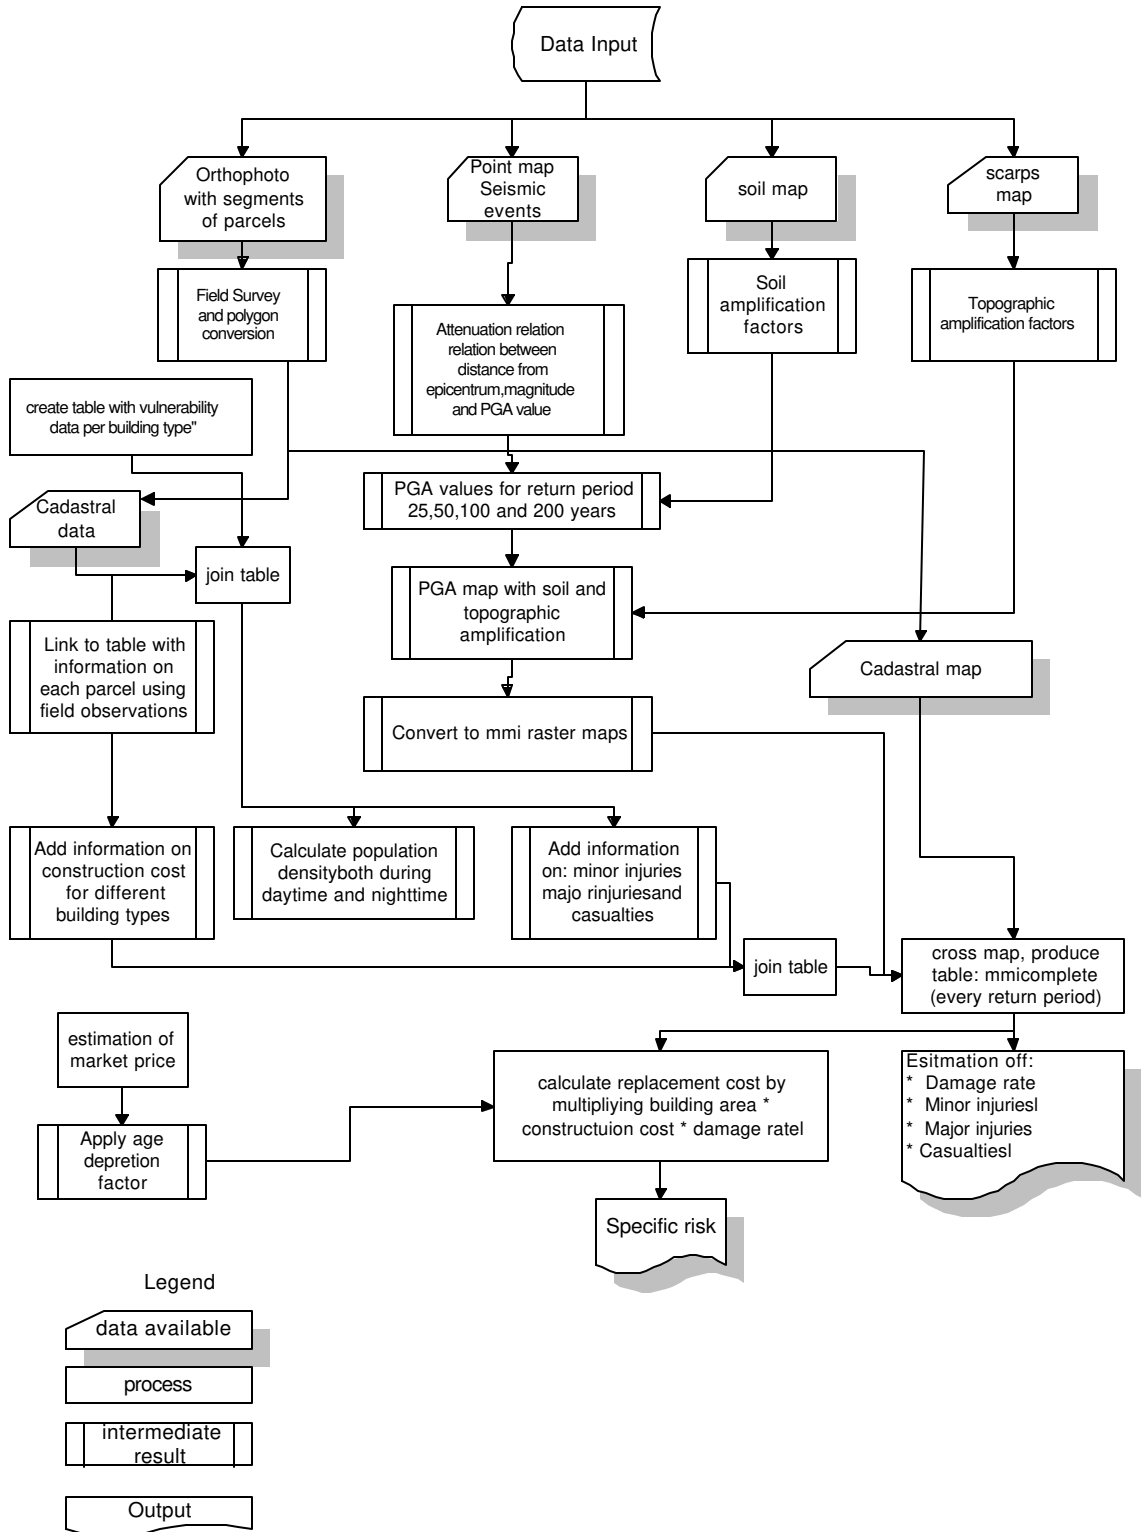 Data Input
Orthophoto
with segments
of parcels
Point map
Seismic
events
soil map
scarps
map
Field Survey
and polygon
conversion
Attenuation relation
relation between
distance from
epicentrum,magnitude
and PGA value
Soil
amplification
factors
Topographic
amplification factors
create table with vulnerability
data per building type"
Cadastral
data
join table
PGA values for return period
25,50,100 and 200 years
PGA map with soil and
topographic
amplification
Link to table with
information on
each parcel using
field observations
Cadastral map
Convert to mmi raster maps
Add information on
construction cost
for different
building types
Calculate population
densityboth during
daytime and nighttime
Add information
on: minor injuries
majo rinjuriesand
casualties
join table
cross map, produce
table: mmicomplete
(every return period)
estimation of
market price
Apply age
depretion
factor
calculate replacement cost by
multipliying building area *
constructuion cost * damage ratel
Esitmation off:
* Damage rate
* Minor injuriesl
* Major injuries
* Casualtiesl
Specific risk
Legend
data available
process
intermediate
result
Output